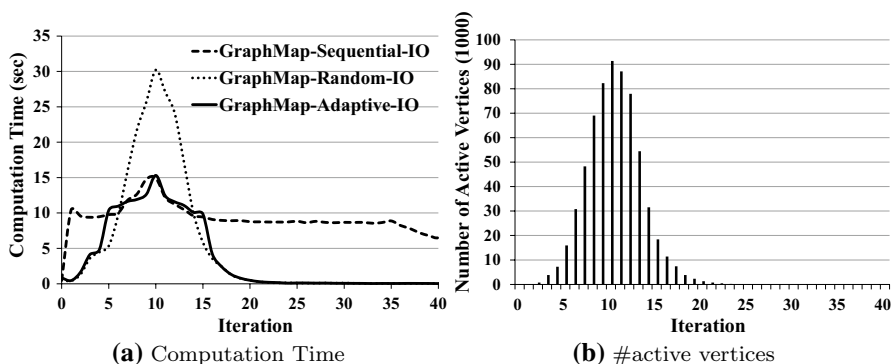 GraphMap-Sequential-IO
GraphMap-Random-IO
GraphMap-Adaptive-IO
Computation Time (sec)
35
30
25
20
15
10
5
0
0 5 10 15 20 25 30 35 40
Iteration
(a) Computation Time
Number of Active Vertices (1000)
100
90
80
70
60
50
40
30
20
10
0
0 5 10 15 20 25 30 35 40
Iteration
(b) #active vertices